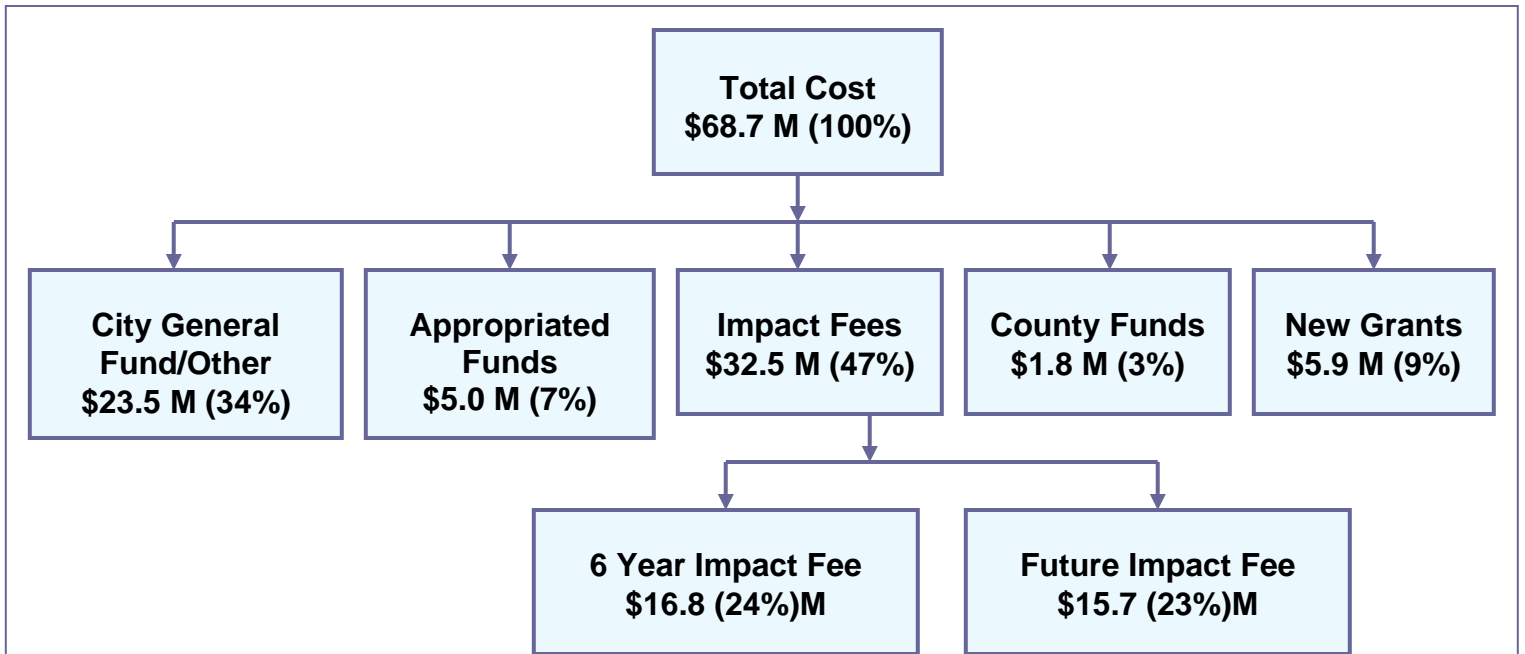 Total Cost
$68.7 M (100%)
City General
Fund/Other
$23.5 M (34%)
Appropriated
Funds
$5.0 M (7%)
Impact Fees
$32.5 M (47%)
County Funds
$1.8 M (3%)
New Grants
$5.9 M (9%)
6 Year Impact Fee
$16.8 (24%)M
Future Impact Fee
$15.7 (23%)M